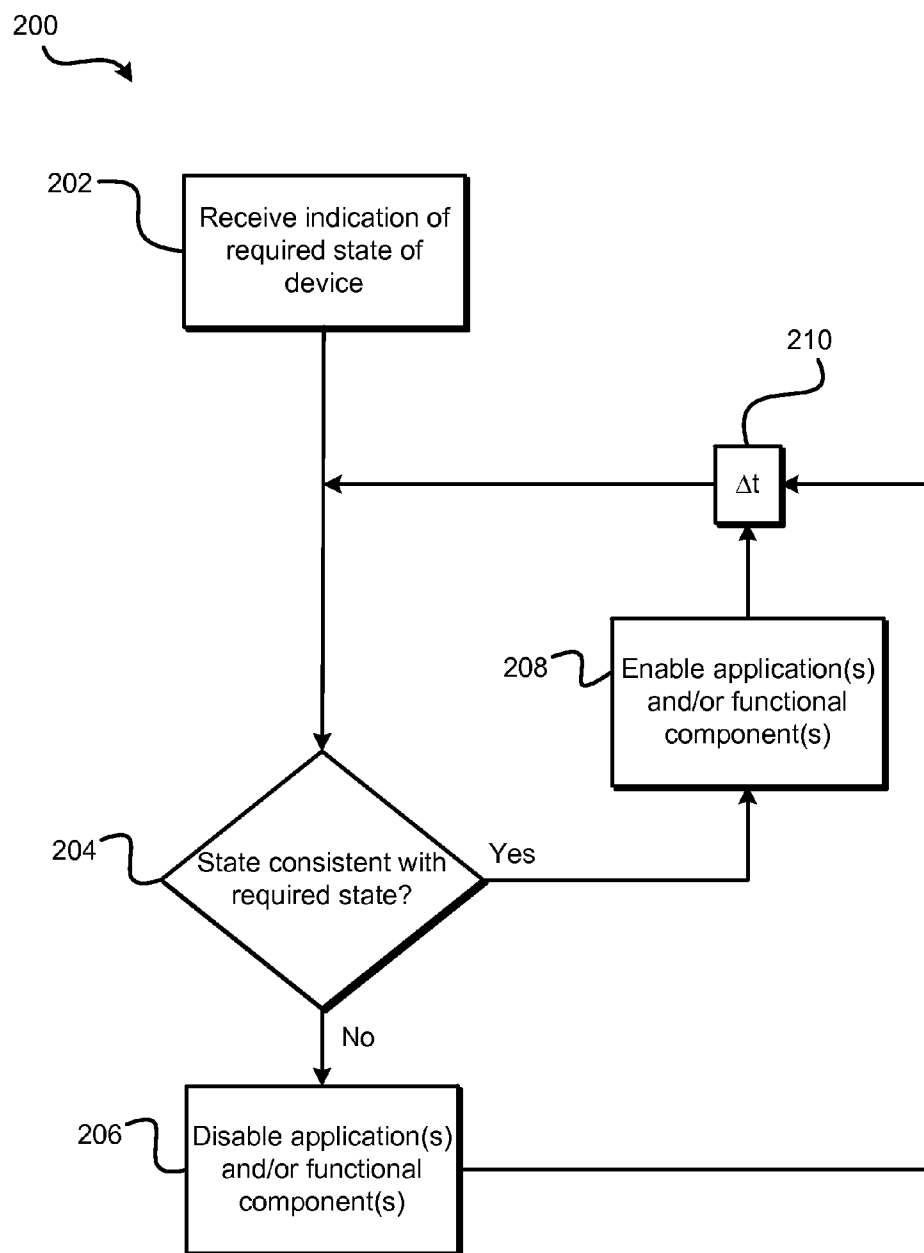 200
202
Receive indication of
required state of
device
210
Δt
208
Enable application(s)
and/or functional
component(s)
204
State consistent with
required state?
Yes
No
206
Disable application(s)
and/or functional
component(s)